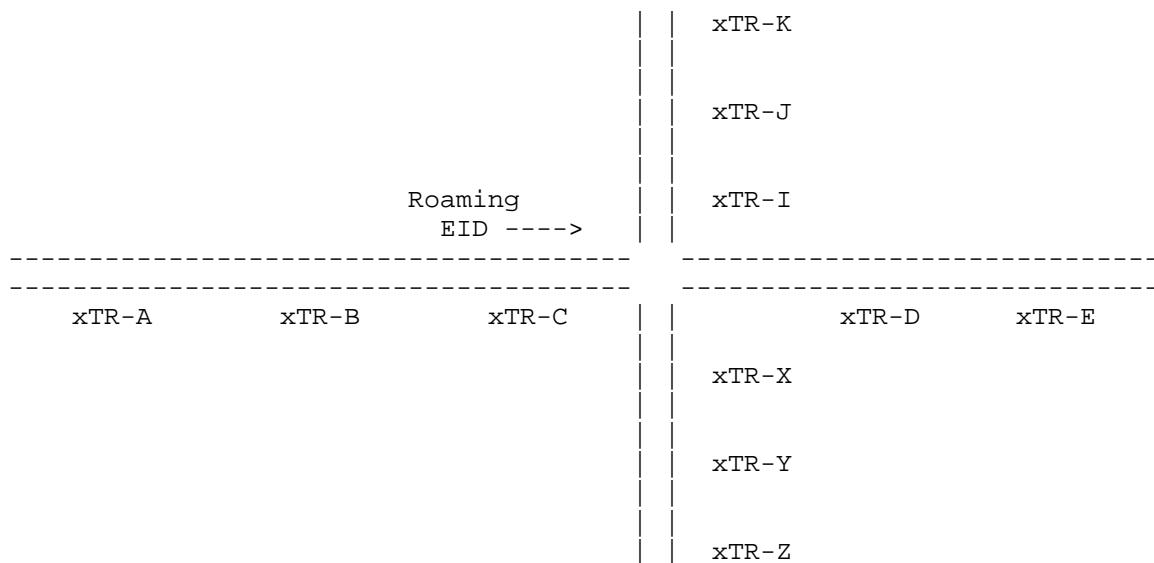 xTR-K
xTR-J
Roaming xTR-I
EID ---->
xTR-A xTR-B xTR-C xTR-D xTR-E
xTR-X
xTR-Y
xTR-Z